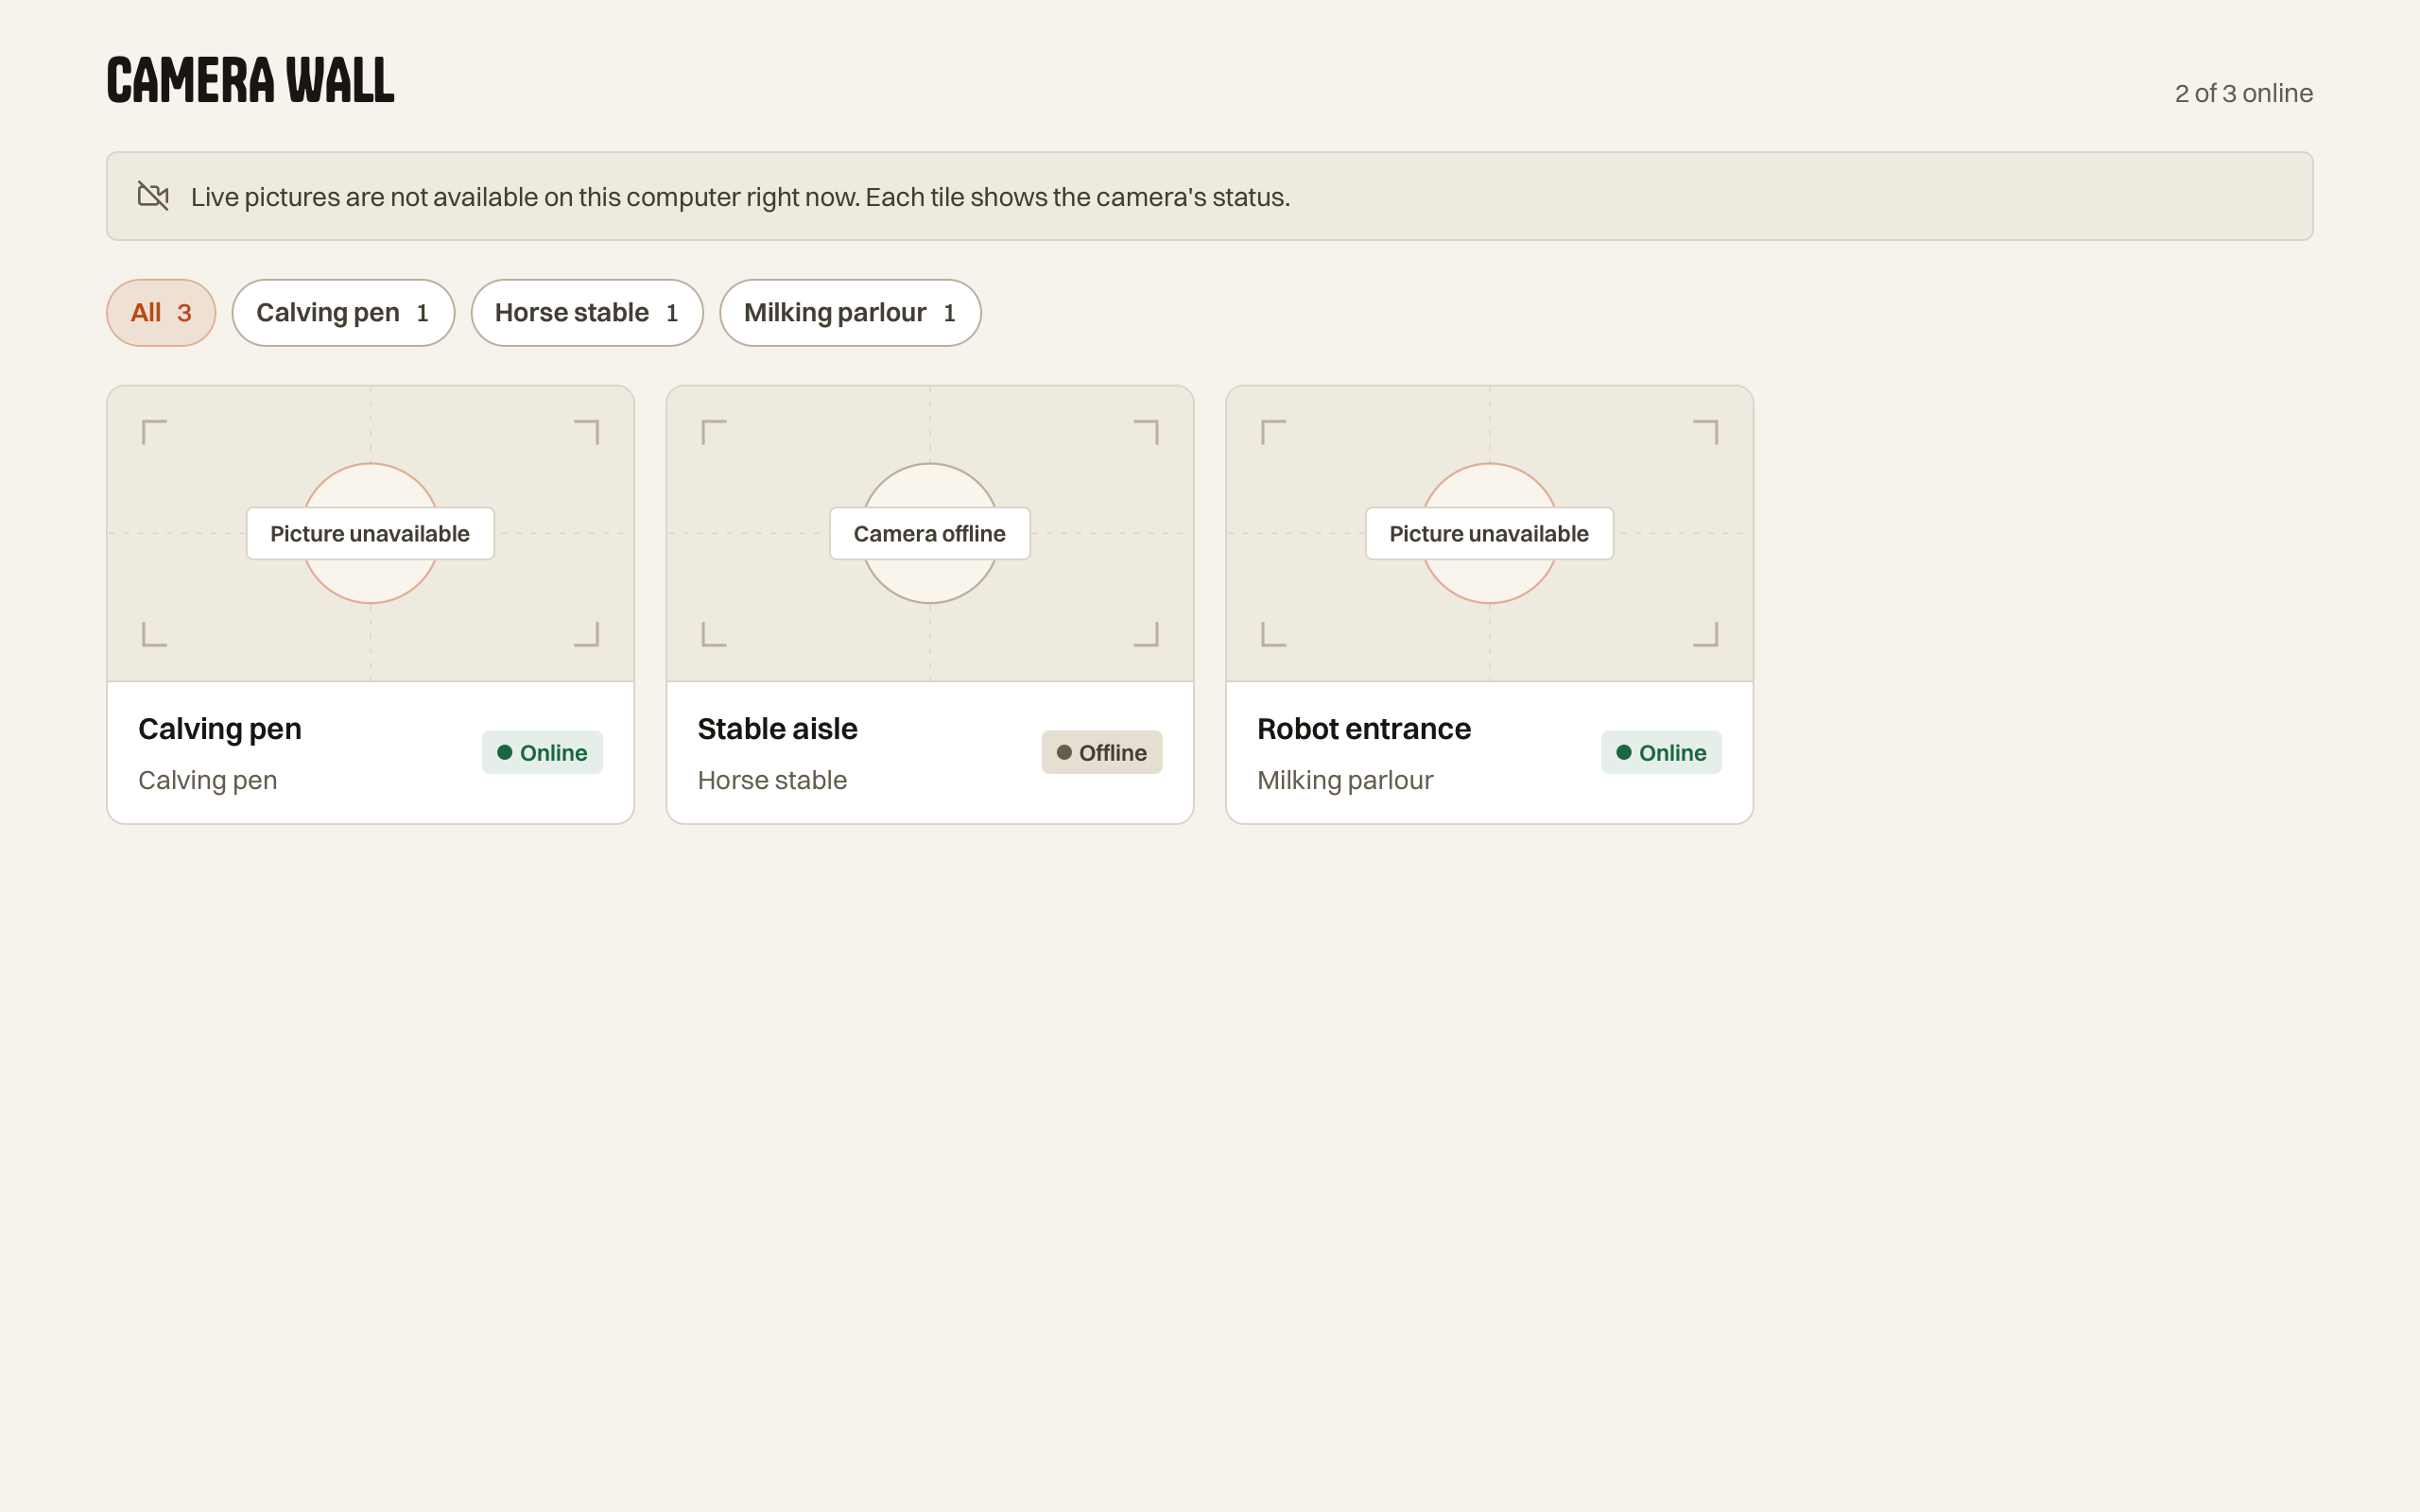 CAMERA WALL
2 of 3 online
Live pictures are not available on this computer right now. Each tile shows the camera's status.
All 3
Calving pen 1
Horse stable 1
Milking parlour 1
Picture unavailable
Camera offline
Picture unavailable
Calving pen
Calving pen
Online
Stable aisle
Horse stable
Offline
Robot entrance
Milking parlour
Online